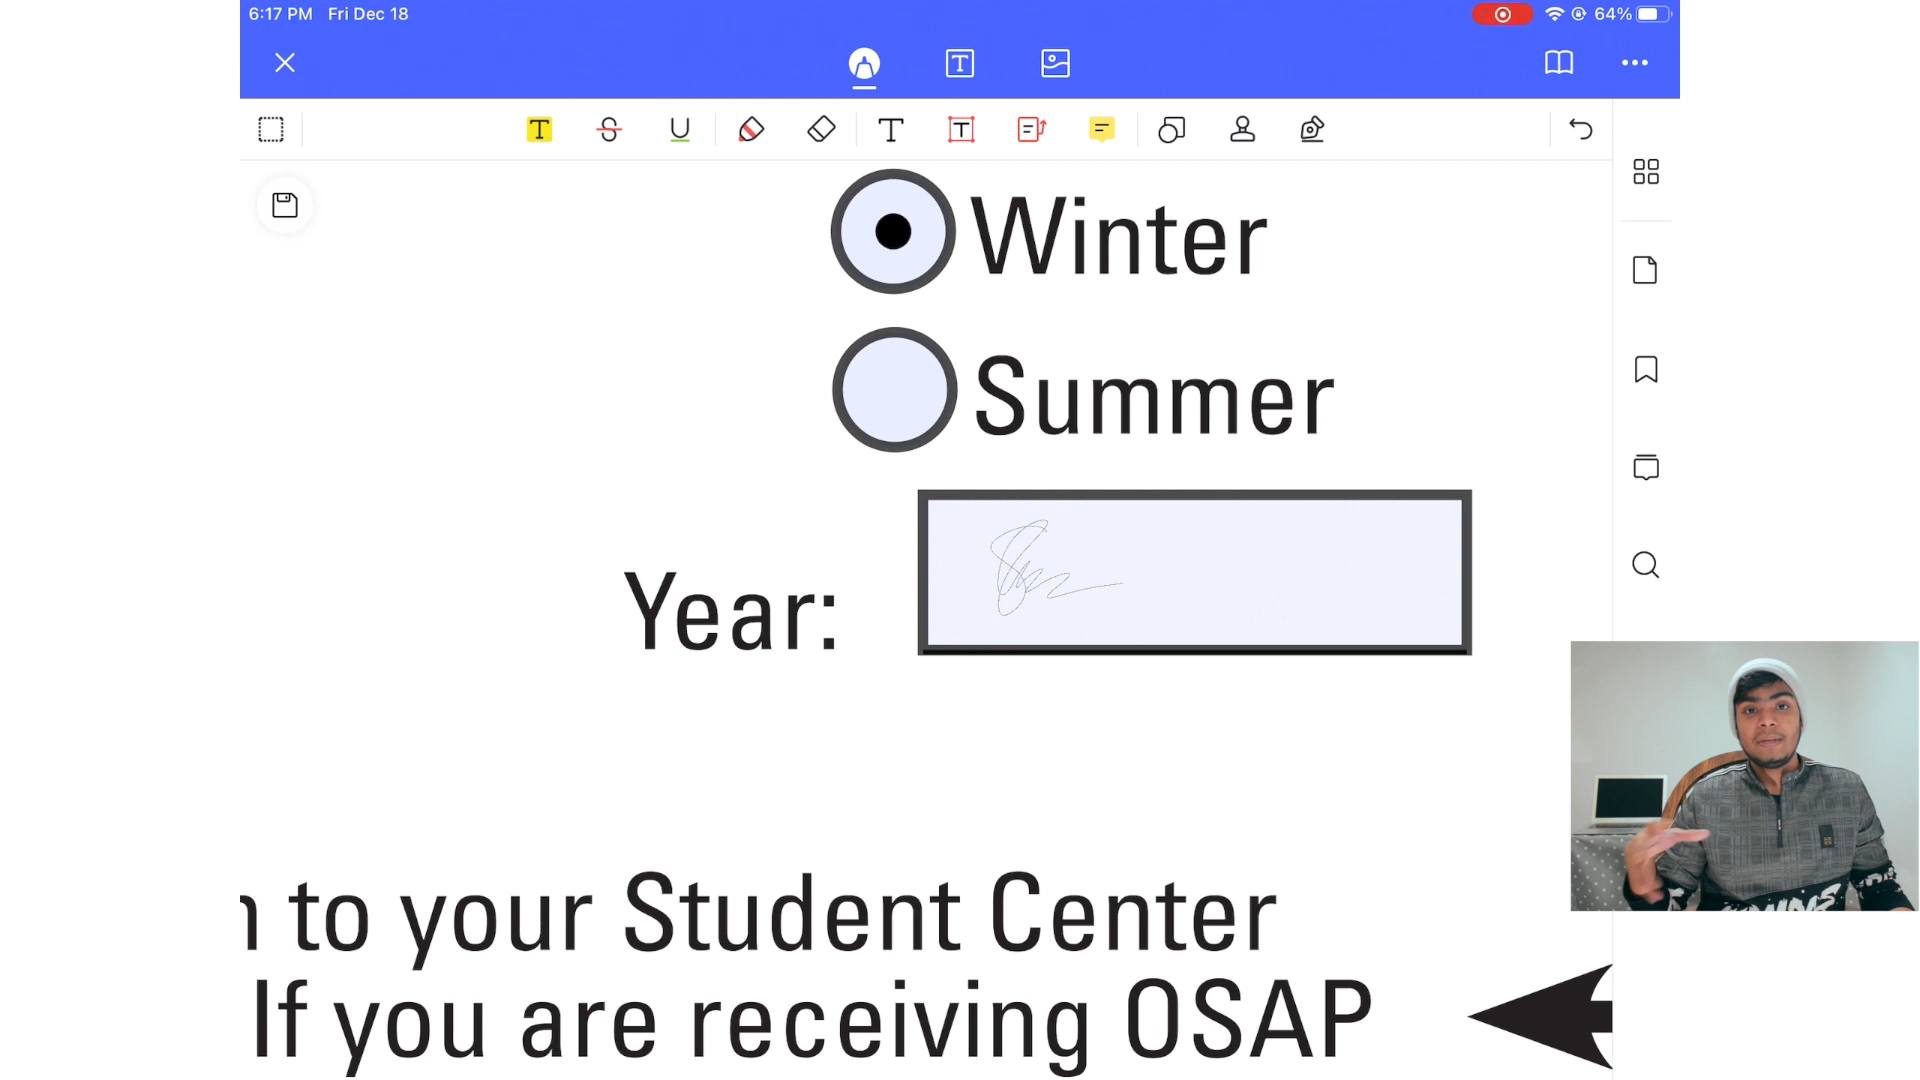 6:17 PM Fri Dec 18 64%
Winter
Summer
Year:
to your Student Center
If you are receiving OSAP